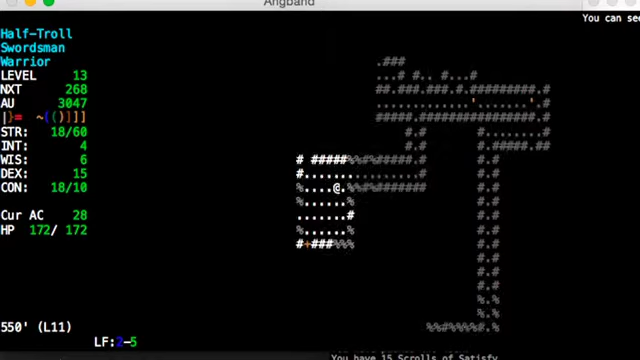 Angband
You can see
Half-Troll
Swordsman
Warrior
LEVEL 13
NXT 268
AU 3047
|}= ~(()]]]
STR: 18/60
INT: 4
WIS: 6
DEX: 15
CON: 18/10
Cur AC 28
HP 172/ 172
550' (L11)
LF:2-5
You have 15 Scrolls of Satisfy